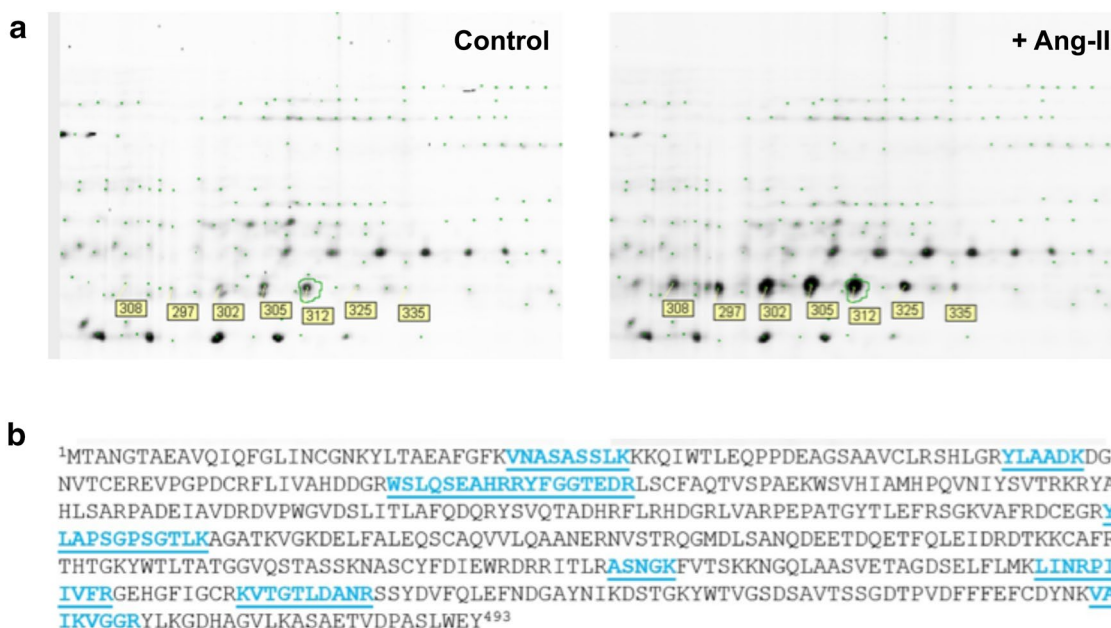 a
Control
+ Ang-II
308 297 302 305 312 325 335
308 297 302 305 312 325 335
b
1MTANGTAEAVQIQFGLINCGNKYLTAEAFGFKVNASASSLKKKQIWTLEQPPDEAGSAAVCLRSHLGRYLAADKDG
NVTCEREVPGPDCRFLIVAHDDGRWSLQSEAHRRYFGGTEDRLSCFAQTVSPAEKWSVHIAMHPQVNIYSVTRKRYA
HLSARPADEIAVDRDVPWGVDSLITLAFQDQRYSVQTADHRFLRHDGRLVARPEPATGYTLEFRSGKVAFRDCEGRY
LAPSGPSGTLKAGATKVGKDELFALEQSCAQVVLQAANERNVSTRQGMDLSANQDEETDQETFQLEIDRDTKKCAFR
THTGKYWTLTATGGVQSTASSKNASCYFDIEWRDRRITLRASNGKFVTSKKNGQLAASVETAGDSELFLMKLINRPI
IVFRGEHGFIGCRKVTGTLDANRSSYDVFQLEFNDGAYNIKDSTGKYWTVGSDSAVTSSGDTPVDFFFEFCDYNKVA
IKVGGRYLKGDHAGVLKASAETVDPASLWEY493